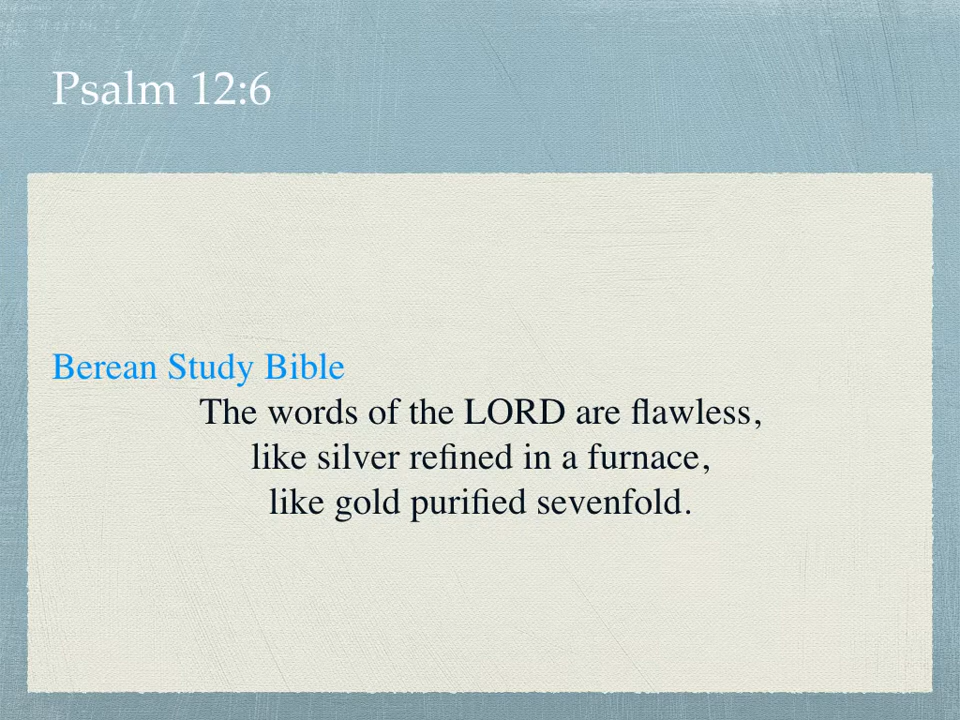 Psalm 12:6
Berean Study Bible
The words of the LORD are flawless,
like silver refined in a furnace,
like gold purified sevenfold.